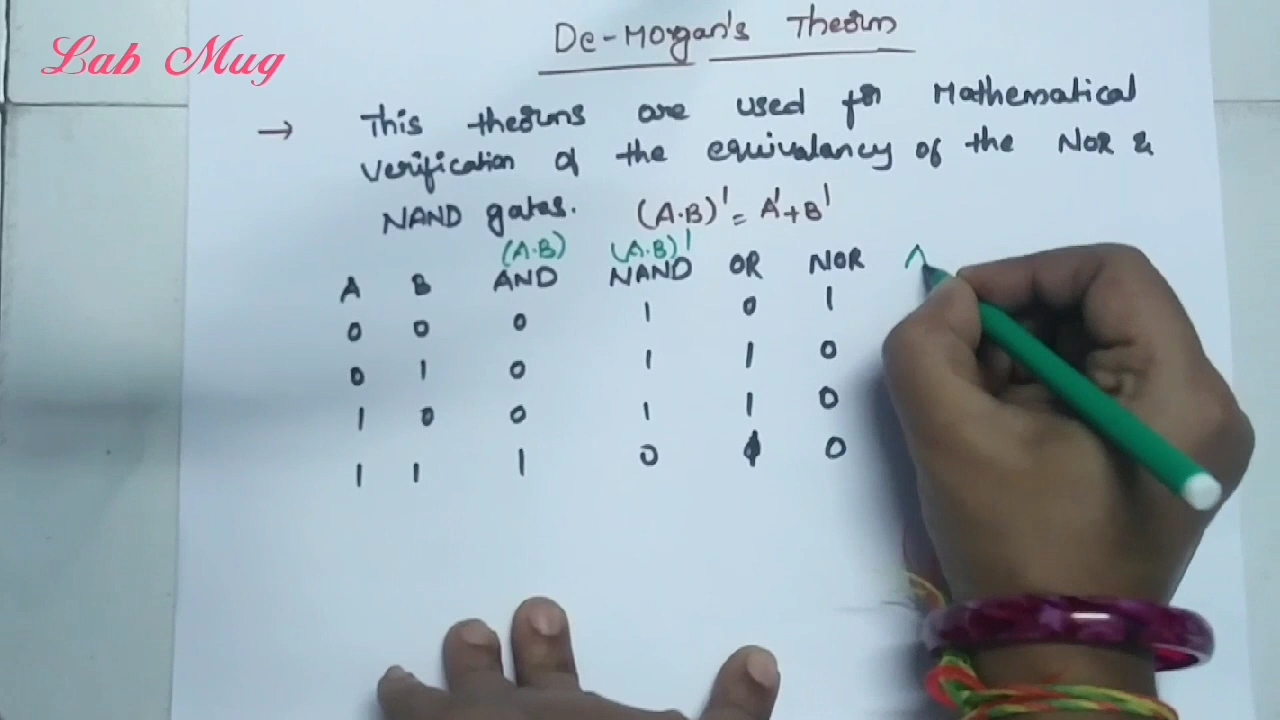 Lab Mug
De-Morgan's Theorm
→ This theorms are used for Mathematical
verification of the equivalancy of the NOR &
NAND gates. (A.B)' = A'+B'
(A.B) (A.B)'
A B AND NAND OR NOR A
0 0 0 1 0 1
0 1 0 1 1 0
1 0 0 1 1 0
1 1 1 0 1 0